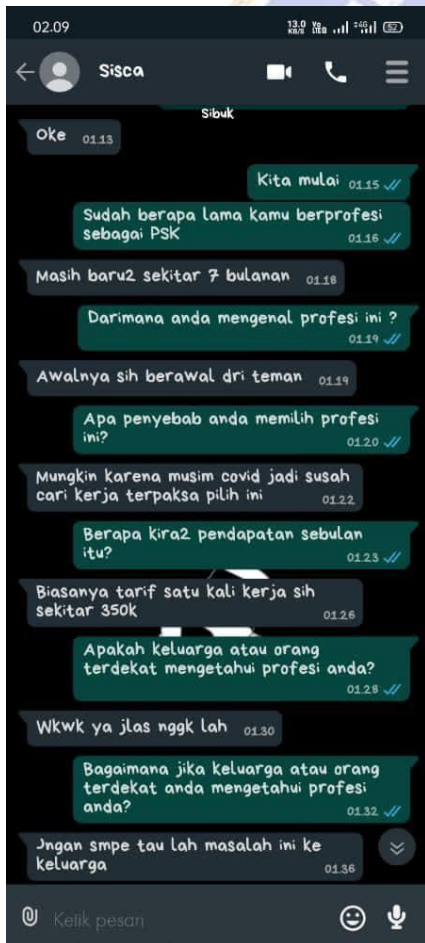 02.09
13.0 KB/S
4G
52
Sisca
Sibuk
Oke 01.13
Kita mulai 01.15
Sudah berapa lama kamu berprofesi
sebagai PSK
01.16
Masih baru2 sekitar 7 bulanan 01.18
Darimana anda mengenal profesi ini ?
01.19
Awalnya sih berawal dri teman 01.19
Apa penyebab anda memilih profesi
ini?
01.20
Mungkin karena musim covid jadi susah
cari kerja terpaksa pilih ini 01.22
Berapa kira2 pendapatan sebulan
itu?
01.23
Biasanya tarif satu kali kerja sih
sekitar 350k
01.26
Apakah keluarga atau orang
terdekat mengetahui profesi anda?
01.28
Wkwk ya jlas nggk lah 01.30
Bagaimana jika keluarga atau orang
terdekat anda mengetahui profesi
anda?
01.32
Jngan smpe tau lah masalah ini ke
keluarga
01.36
Ketik pesan